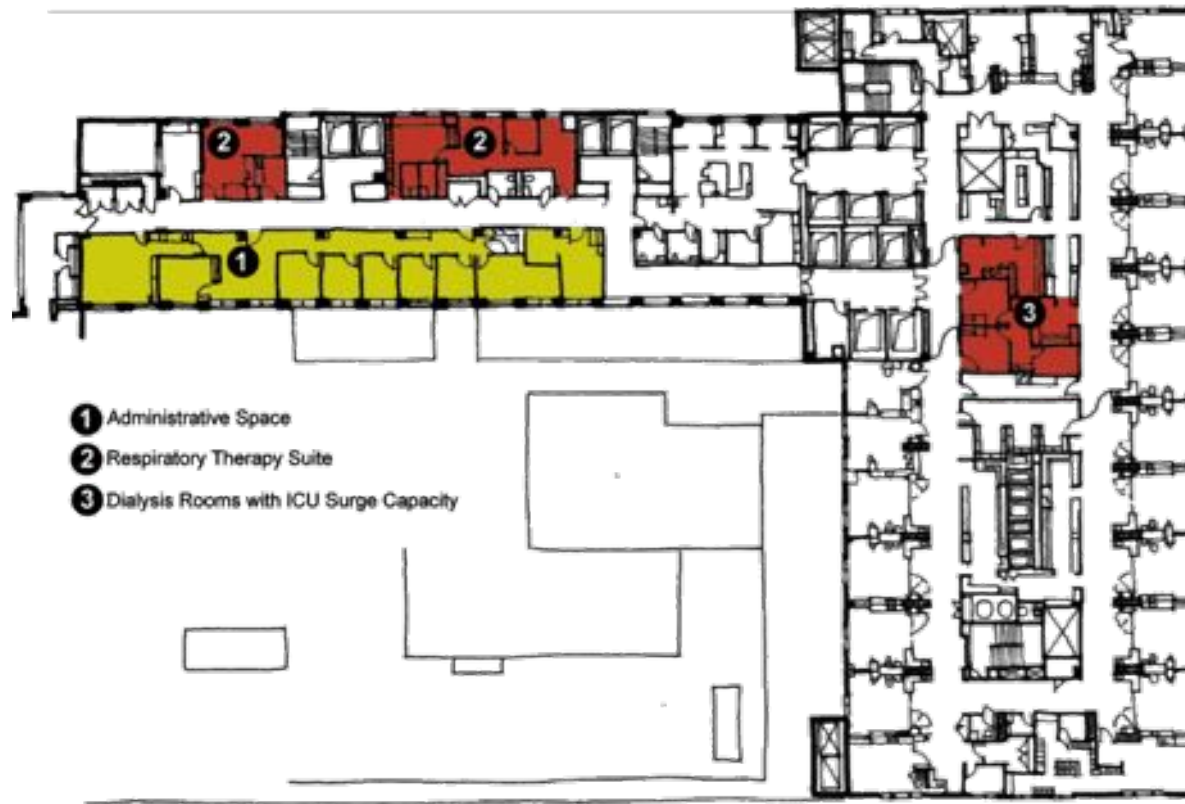 2
2
1
3
1 Administrative Space
2 Respiratory Therapy Suite
3 Dialysis Rooms with ICU Surge Capacity